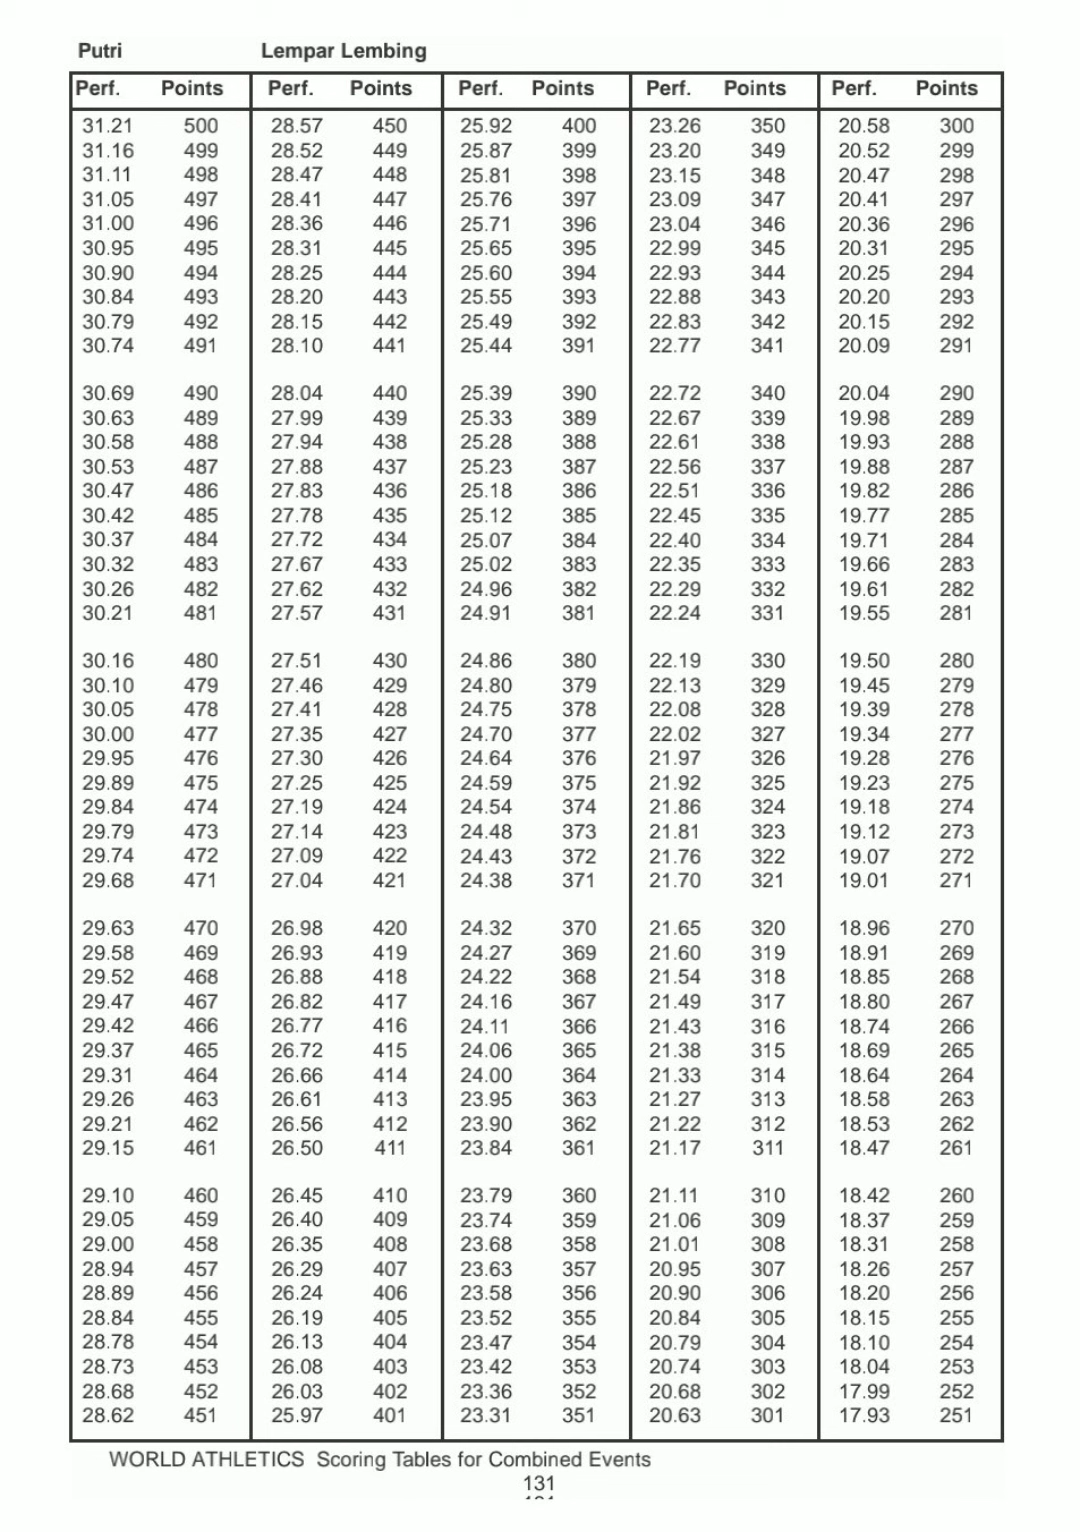 Putri Lempar Lembing
Perf. Points Perf. Points Perf. Points Perf. Points Perf. Points
31.21 500 28.57 450 25.92 400 23.26 350 20.58 300
31.16 499 28.52 449 25.87 399 23.20 349 20.52 299
31.11 498 28.47 448 25.81 398 23.15 348 20.47 298
31.05 497 28.41 447 25.76 397 23.09 347 20.41 297
31.00 496 28.36 446 25.71 396 23.04 346 20.36 296
30.95 495 28.31 445 25.65 395 22.99 345 20.31 295
30.90 494 28.25 444 25.60 394 22.93 344 20.25 294
30.84 493 28.20 443 25.55 393 22.88 343 20.20 293
30.79 492 28.15 442 25.49 392 22.83 342 20.15 292
30.74 491 28.10 441 25.44 391 22.77 341 20.09 291
30.69 490 28.04 440 25.39 390 22.72 340 20.04 290
30.63 489 27.99 439 25.33 389 22.67 339 19.98 289
30.58 488 27.94 438 25.28 388 22.61 338 19.93 288
30.53 487 27.88 437 25.23 387 22.56 337 19.88 287
30.47 486 27.83 436 25.18 386 22.51 336 19.82 286
30.42 485 27.78 435 25.12 385 22.45 335 19.77 285
30.37 484 27.72 434 25.07 384 22.40 334 19.71 284
30.32 483 27.67 433 25.02 383 22.35 333 19.66 283
30.26 482 27.62 432 24.96 382 22.29 332 19.61 282
30.21 481 27.57 431 24.91 381 22.24 331 19.55 281
30.16 480 27.51 430 24.86 380 22.19 330 19.50 280
30.10 479 27.46 429 24.80 379 22.13 329 19.45 279
30.05 478 27.41 428 24.75 378 22.08 328 19.39 278
30.00 477 27.35 427 24.70 377 22.02 327 19.34 277
29.95 476 27.30 426 24.64 376 21.97 326 19.28 276
29.89 475 27.25 425 24.59 375 21.92 325 19.23 275
29.84 474 27.19 424 24.54 374 21.86 324 19.18 274
29.79 473 27.14 423 24.48 373 21.81 323 19.12 273
29.74 472 27.09 422 24.43 372 21.76 322 19.07 272
29.68 471 27.04 421 24.38 371 21.70 321 19.01 271
29.63 470 26.98 420 24.32 370 21.65 320 18.96 270
29.58 469 26.93 419 24.27 369 21.60 319 18.91 269
29.52 468 26.88 418 24.22 368 21.54 318 18.85 268
29.47 467 26.82 417 24.16 367 21.49 317 18.80 267
29.42 466 26.77 416 24.11 366 21.43 316 18.74 266
29.37 465 26.72 415 24.06 365 21.38 315 18.69 265
29.31 464 26.66 414 24.00 364 21.33 314 18.64 264
29.26 463 26.61 413 23.95 363 21.27 313 18.58 263
29.21 462 26.56 412 23.90 362 21.22 312 18.53 262
29.15 461 26.50 411 23.84 361 21.17 311 18.47 261
29.10 460 26.45 410 23.79 360 21.11 310 18.42 260
29.05 459 26.40 409 23.74 359 21.06 309 18.37 259
29.00 458 26.35 408 23.68 358 21.01 308 18.31 258
28.94 457 26.29 407 23.63 357 20.95 307 18.26 257
28.89 456 26.24 406 23.58 356 20.90 306 18.20 256
28.84 455 26.19 405 23.52 355 20.84 305 18.15 255
28.78 454 26.13 404 23.47 354 20.79 304 18.10 254
28.73 453 26.08 403 23.42 353 20.74 303 18.04 253
28.68 452 26.03 402 23.36 352 20.68 302 17.99 252
28.62 451 25.97 401 23.31 351 20.63 301 17.93 251
WORLD ATHLETICS Scoring Tables for Combined Events
131